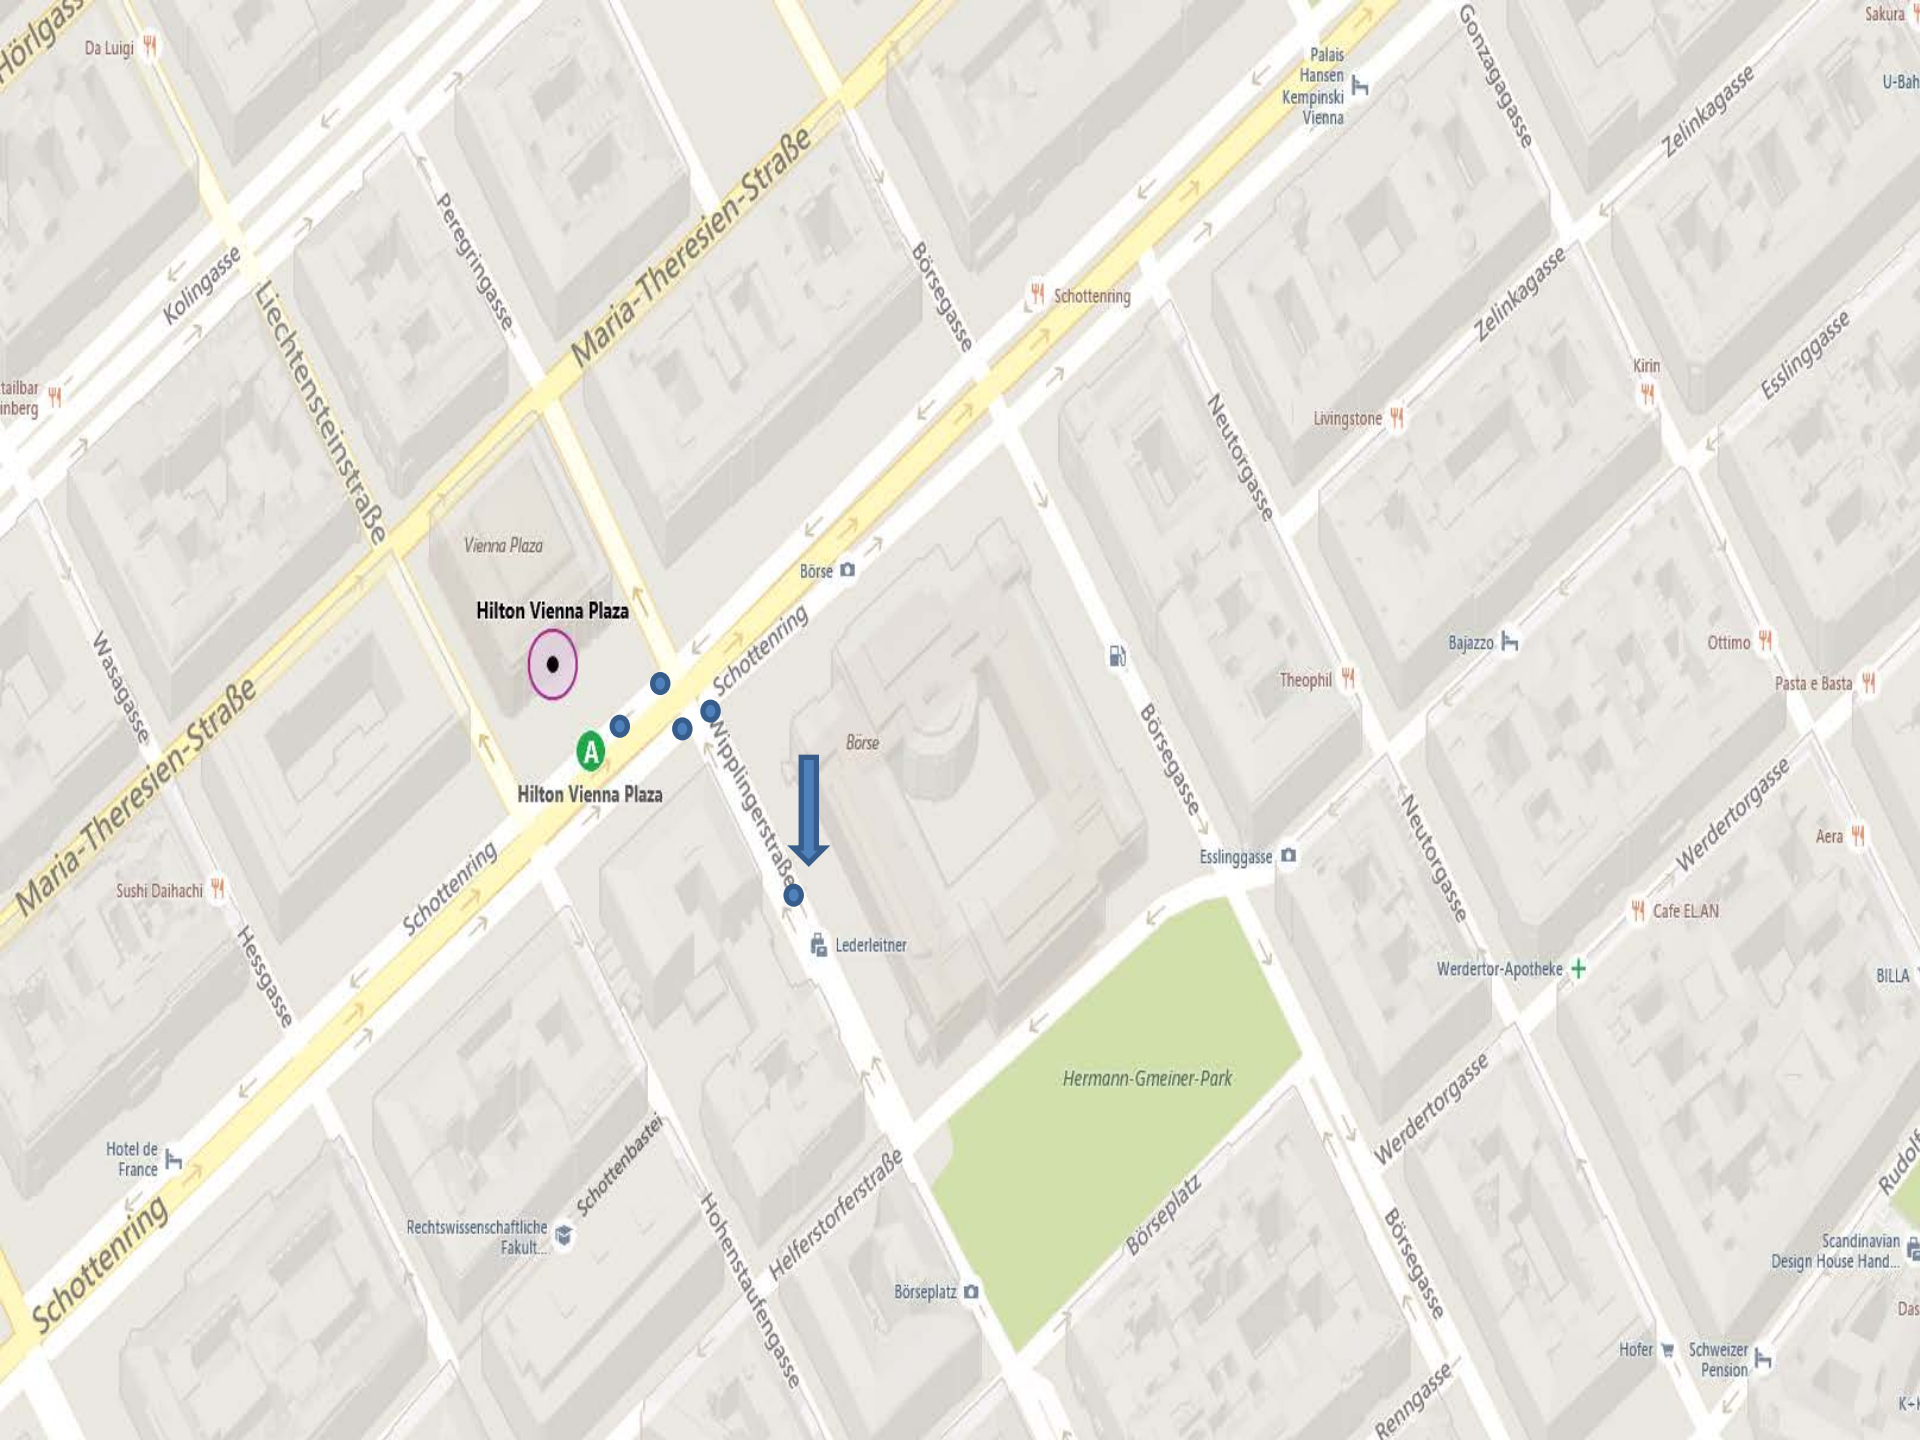 Hörlgass
Da Luigi
Sakura
U-Bah
Palais
Hansen
Kempinski
Vienna
Gonzagagasse
Zelinkagasse
Maria-Theresien-Straße
Peregringasse
Kolingasse
Liechtensteinstraße
Börsegasse
Schottenring
Zelinkagasse
Esslinggasse
tailbar
inberg
Kirin
Livingstone
Neutorgasse
Vienna Plaza
Hilton Vienna Plaza
Börse
Schottenring
Wasagasse
Maria-Theresien-Straße
Bajazzo
Ottimo
Theophil
Pasta e Basta
Börse
Börsegasse
A
Hilton Vienna Plaza
Wipplingerstraße
Neutorgasse
Werdertorgasse
Aera
Esslinggasse
Sushi Daihachi
Schottenring
Cafe ELAN
Lederleitner
Hessgasse
Werdertor-Apotheke
BILLA
Hermann-Gmeiner-Park
Werdertorgasse
Hotel de
France
Schottenbastei
Helferstorferstraße
Rudolf
Schottenring
Rechtswissenschaftliche
Fakult...
Hohenstaufengasse
Börseplatz
Börsegasse
Scandinavian
Design House Hand...
Börseplatz
Das
Hofer
Schweizer
Pension
Renngasse